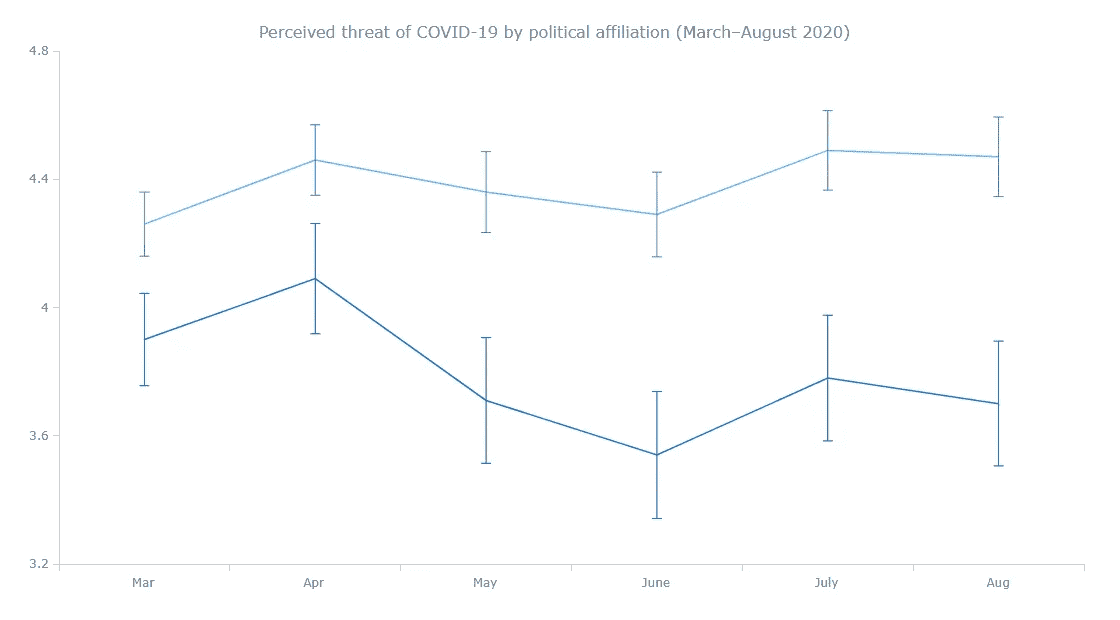 Perceived threat of COVID-19 by political affiliation (March–August 2020)
4.8
4.4
4
3.6
3.2
Mar Apr May June July Aug